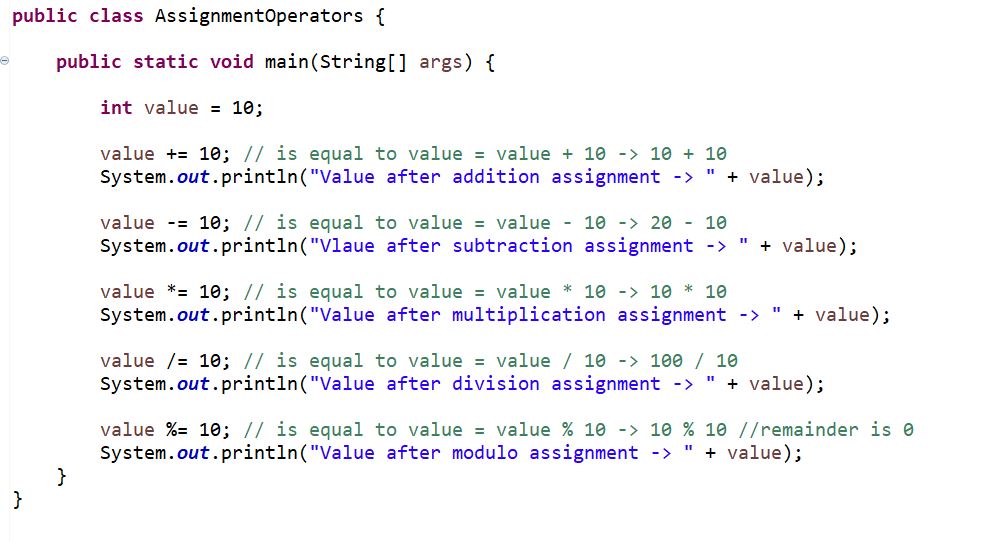 public class AssignmentOperators {
public static void main(String[] args) {
int value = 10;
value += 10; // is equal to value = value + 10 -> 10 + 10
System.out.println("Value after addition assignment -> " + value);
value -= 10; // is equal to value = value - 10 -> 20 - 10
System.out.println("Vlaue after subtraction assignment -> " + value);
value *= 10; // is equal to value = value * 10 -> 10 * 10
System.out.println("Value after multiplication assignment -> " + value);
value /= 10; // is equal to value = value / 10 -> 100 / 10
System.out.println("Value after division assignment -> " + value);
value %= 10; // is equal to value = value % 10 -> 10 % 10 //remainder is 0
System.out.println("Value after modulo assignment -> " + value);
}
}